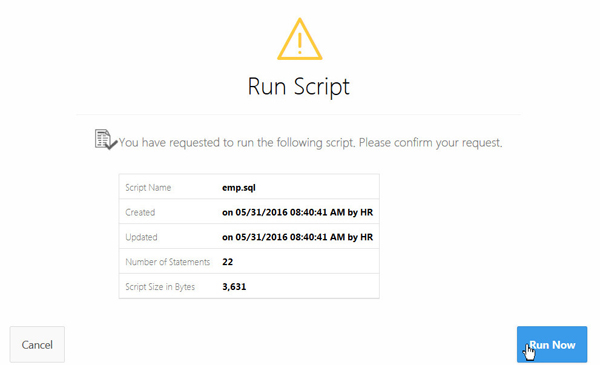 Run Script
You have requested to run the following script. Please confirm your request.
Script Name emp.sql
Created on 05/31/2016 08:40:41 AM by HR
Updated on 05/31/2016 08:40:41 AM by HR
Number of Statements 22
Script Size in Bytes 3,631
Cancel Run Now